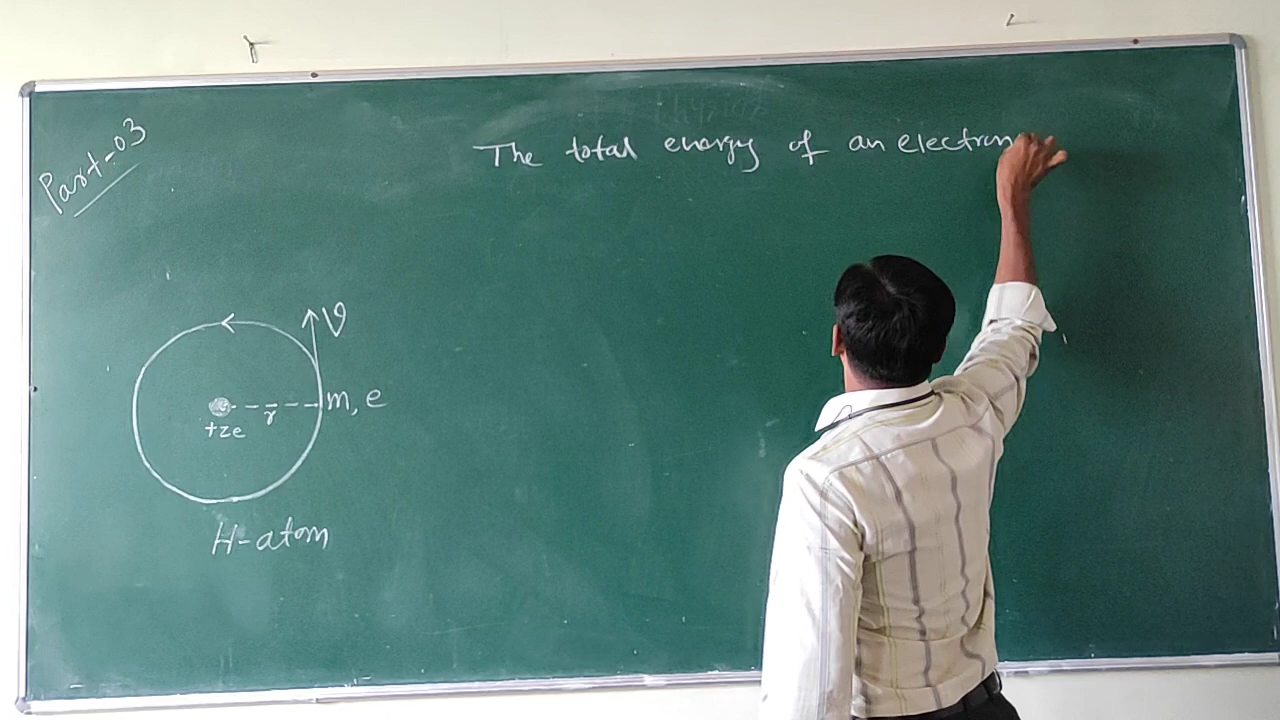 Part-03
The total energy of an electron
V
m, e
r
+ze
H-atom